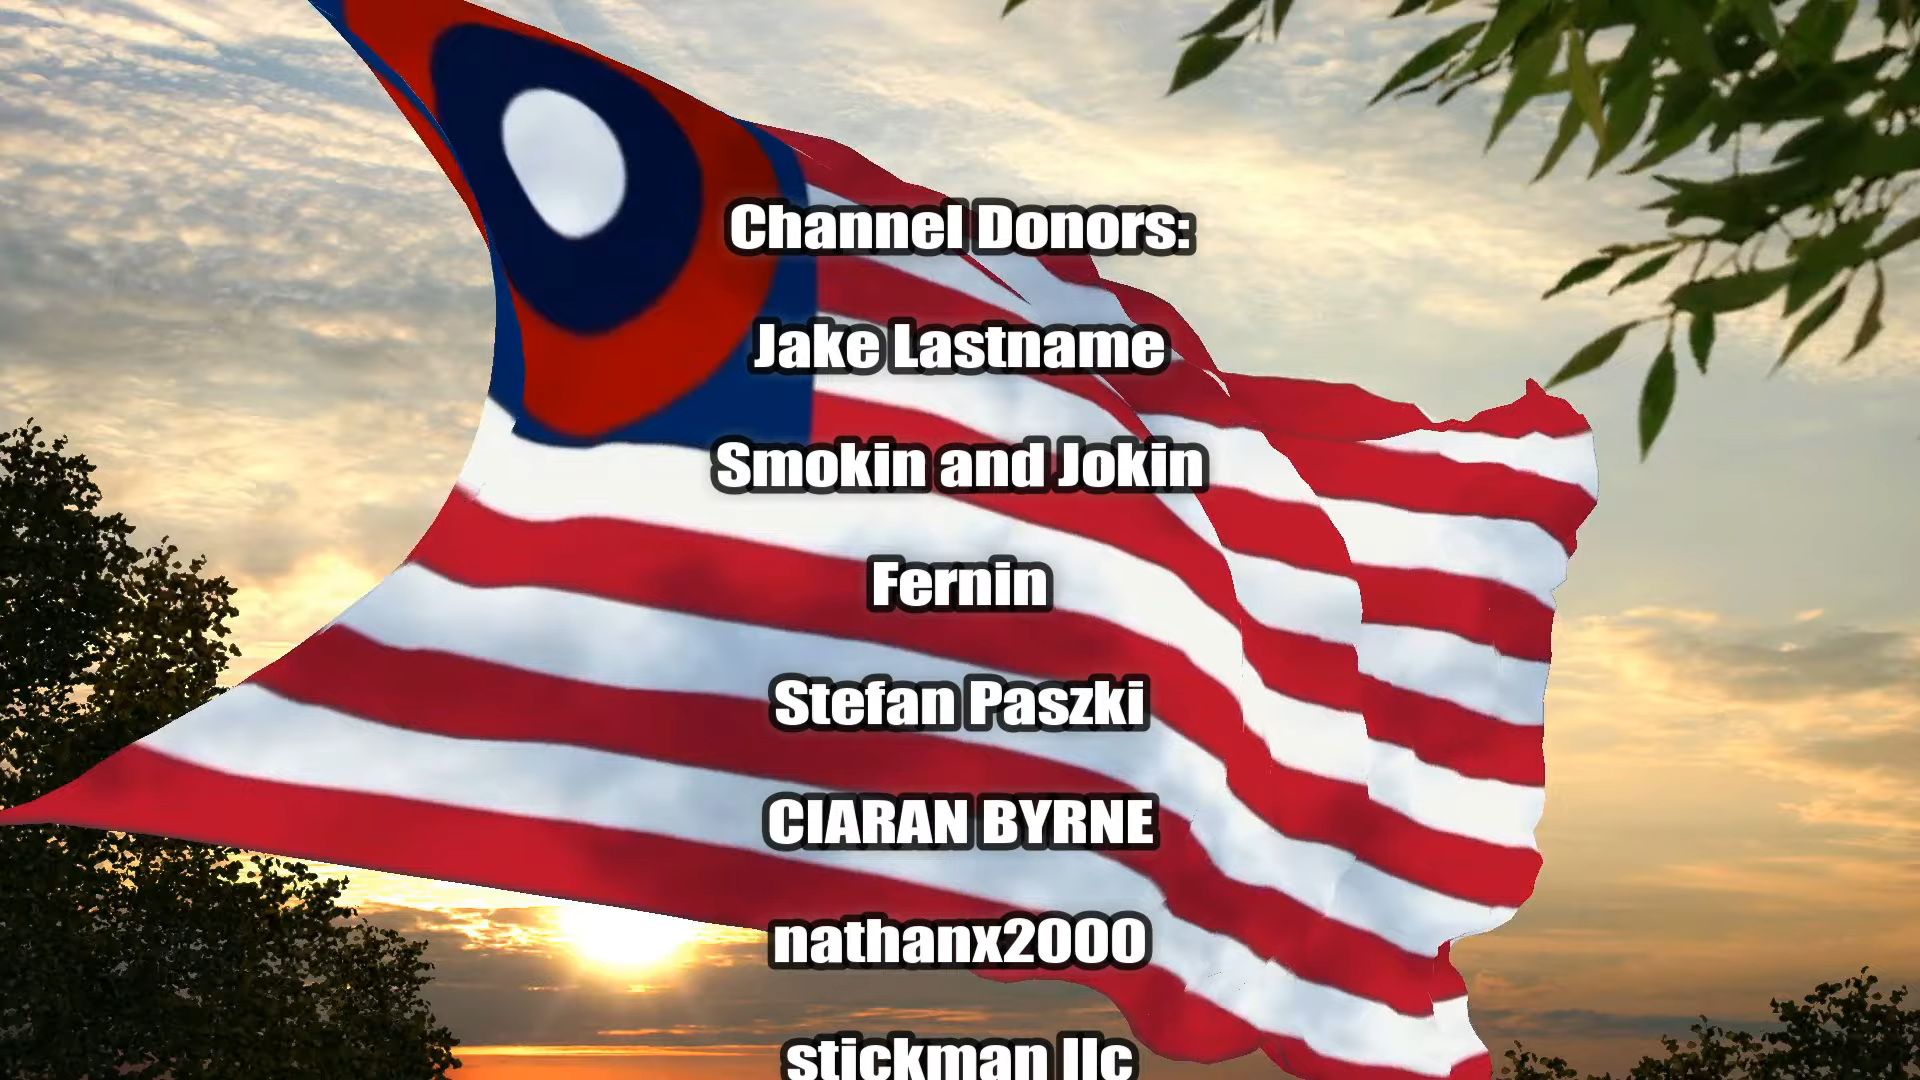 Channel Donors:
Jake Lastname
Smokin and Jokin
Fernin
Stefan Paszki
CIARAN BYRNE
nathanx2000
stickman llc